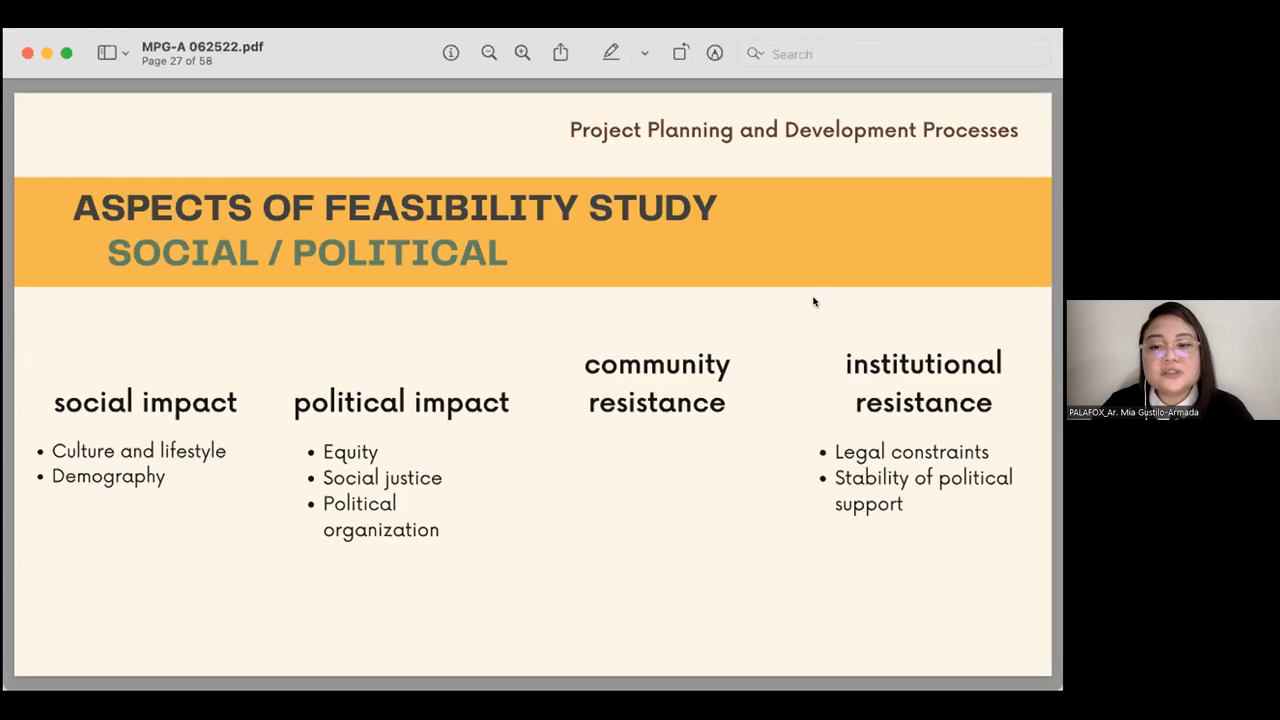 MPG-A 062522.pdf
Page 27 of 58
Search
Project Planning and Development Processes
ASPECTS OF FEASIBILITY STUDY
SOCIAL / POLITICAL
social impact
• Culture and lifestyle
• Demography
political impact
• Equity
• Social justice
• Political
organization
community
resistance
institutional
resistance
• Legal constraints
• Stability of political
support
PALAFOX_Ar. Mia Gustilo-Armada